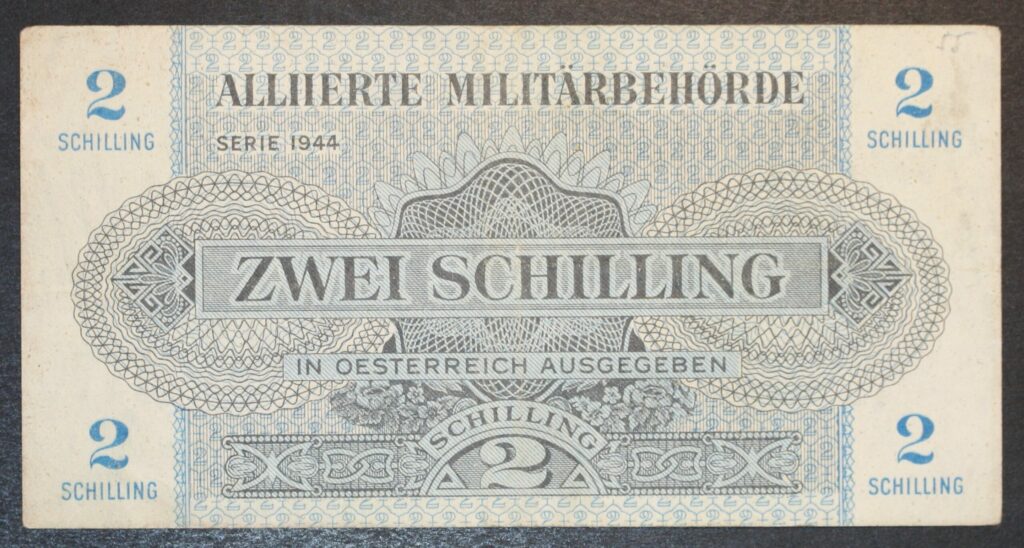 2
SCHILLING
ALLIIERTE MILITÄRBEHÖRDE
2
SCHILLING
SERIE 1944
ZWEI SCHILLING
IN OESTERREICH AUSGEGEBEN
2
SCHILLING
SCHILLING
2
2
SCHILLING